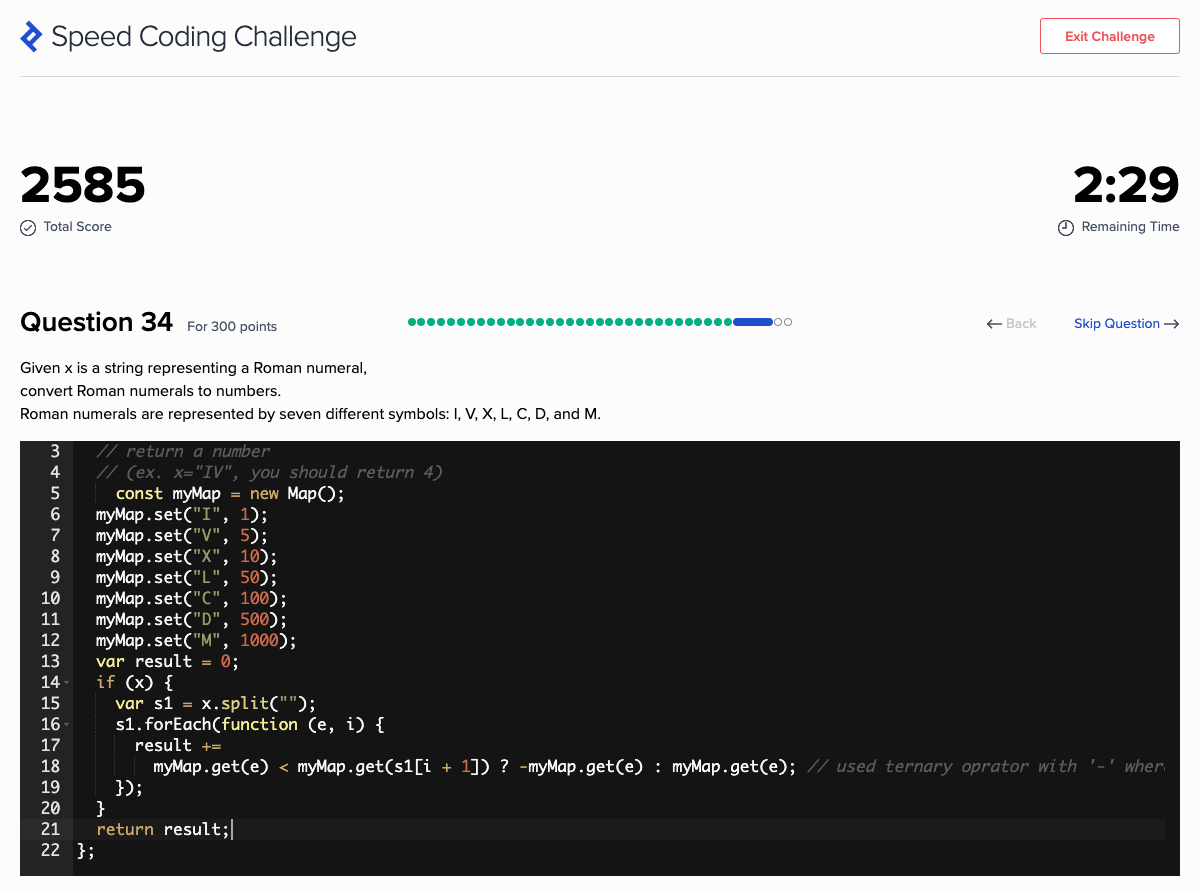 Speed Coding Challenge
Exit Challenge
2585
2:29
Total Score
Remaining Time
Question 34 For 300 points
Back
Skip Question
Given x is a string representing a Roman numeral,
convert Roman numerals to numbers.
Roman numerals are represented by seven different symbols: I, V, X, L, C, D, and M.
3 // return a number
4 // (ex. x="IV", you should return 4)
5 const myMap = new Map();
6 myMap.set("I", 1);
7 myMap.set("V", 5);
8 myMap.set("X", 10);
9 myMap.set("L", 50);
10 myMap.set("C", 100);
11 myMap.set("D", 500);
12 myMap.set("M", 1000);
13 var result = 0;
14 if (x) {
15 var s1 = x.split("");
16 s1.forEach(function (e, i) {
17 result +=
18 myMap.get(e) < myMap.get(s1[i + 1]) ? -myMap.get(e) : myMap.get(e); // used ternary oprator with '-' wher
19 });
20 }
21 return result;
22 };